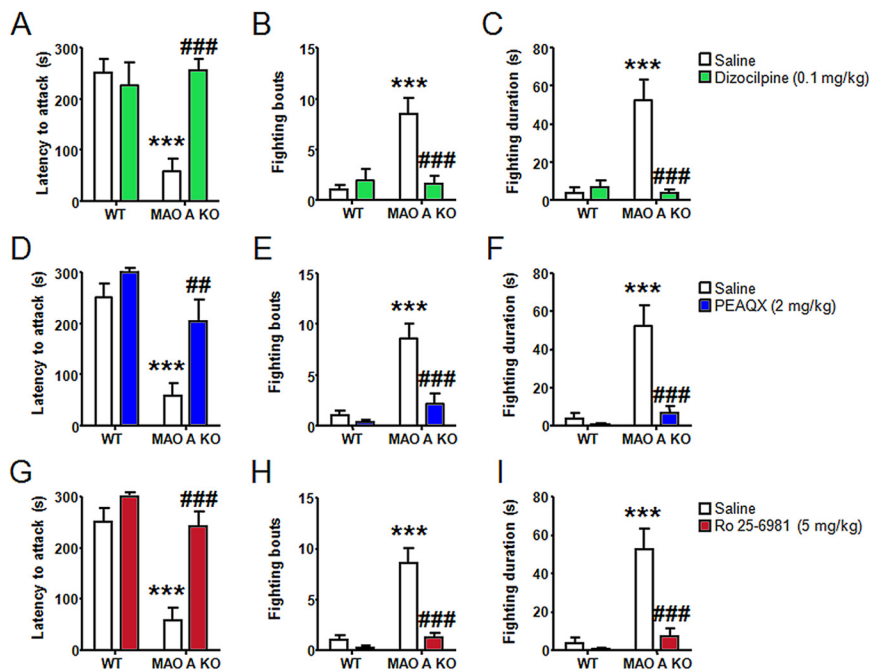 A
Latency to attack (s)
300
200
100
0
***
###
WT
MAO A KO
B
Fighting bouts
15
10
5
0
***
###
WT
MAO A KO
C
Fighting duration (s)
80
60
40
20
0
***
###
WT
MAO A KO
Saline
Dizocilpine (0.1 mg/kg)
D
Latency to attack (s)
300
200
100
0
***
##
WT
MAO A KO
E
Fighting bouts
15
10
5
0
***
###
WT
MAO A KO
F
Fighting duration (s)
80
60
40
20
0
***
###
WT
MAO A KO
Saline
PEAQX (2 mg/kg)
G
Latency to attack (s)
300
200
100
0
***
###
WT
MAO A KO
H
Fighting bouts
15
10
5
0
***
###
WT
MAO A KO
I
Fighting duration (s)
80
60
40
20
0
***
###
WT
MAO A KO
Saline
Ro 25-6981 (5 mg/kg)